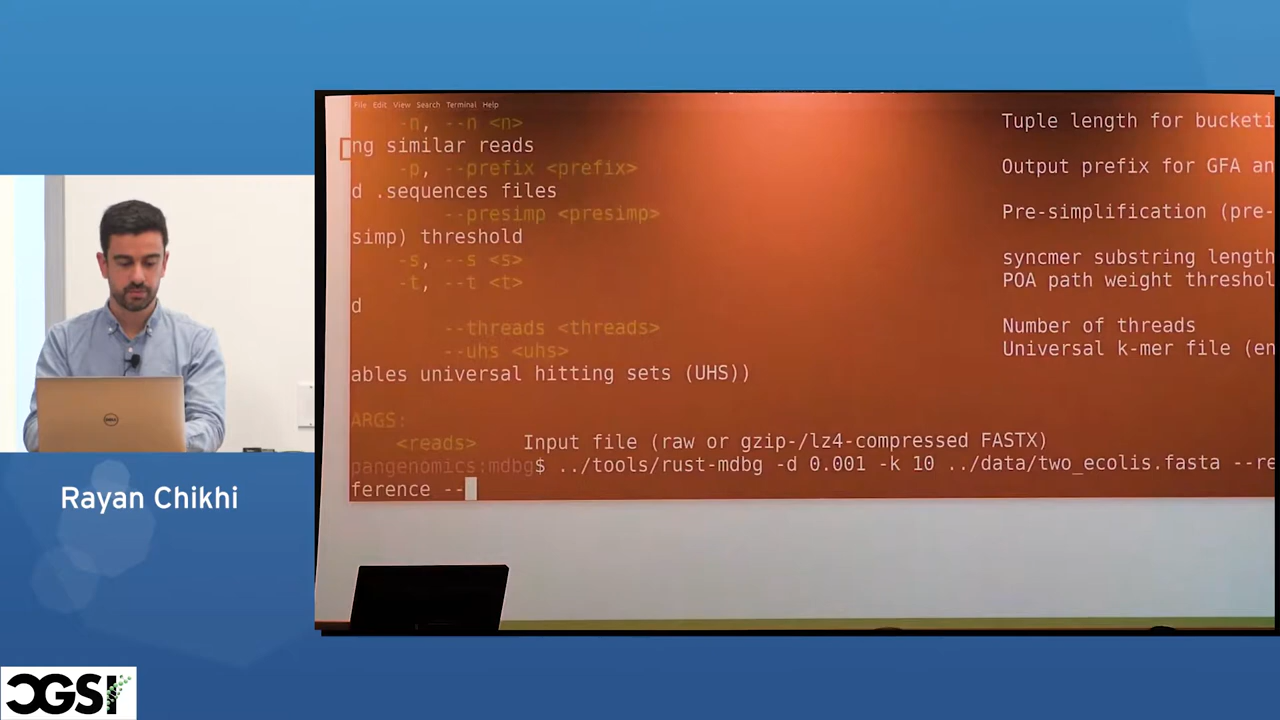 File Edit View Search Terminal Help
-n, --n <n> Tuple length for bucketi
ng similar reads
-p, --prefix <prefix> Output prefix for GFA an
d .sequences files
--presimp <presimp> Pre-simplification (pre-
simp) threshold
-s, --s <s> syncmer substring length
-t, --t <t> POA path weight threshol
d
--threads <threads> Number of threads
--uhs <uhs> Universal k-mer file (en
ables universal hitting sets (UHS))
ARGS:
<reads> Input file (raw or gzip-/lz4-compressed FASTX)
pangenomics:mdbg$ ../tools/rust-mdbg -d 0.001 -k 10 ../data/two_ecolis.fasta --re
ference --
Rayan Chikhi
CGSI